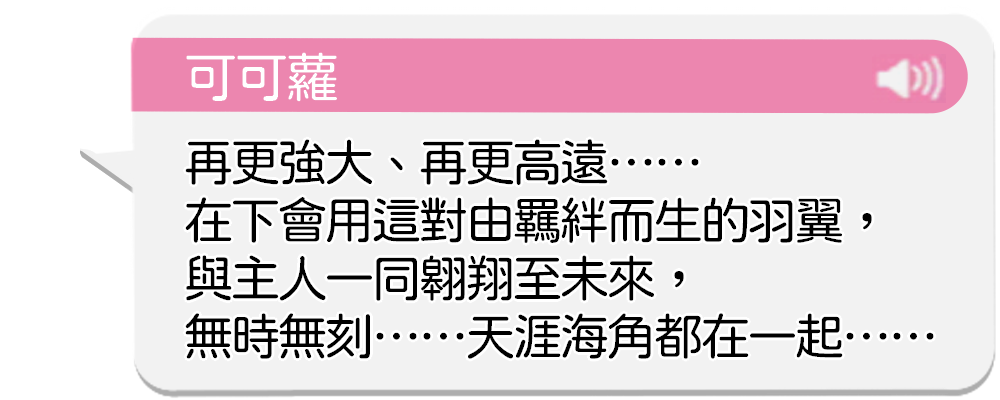 可可蘿
再更強大、再更高遠⋯⋯
在下會用這對由羈絆而生的羽翼，
與主人一同翱翔至未來，
無時無刻⋯⋯天涯海角都在一起⋯⋯